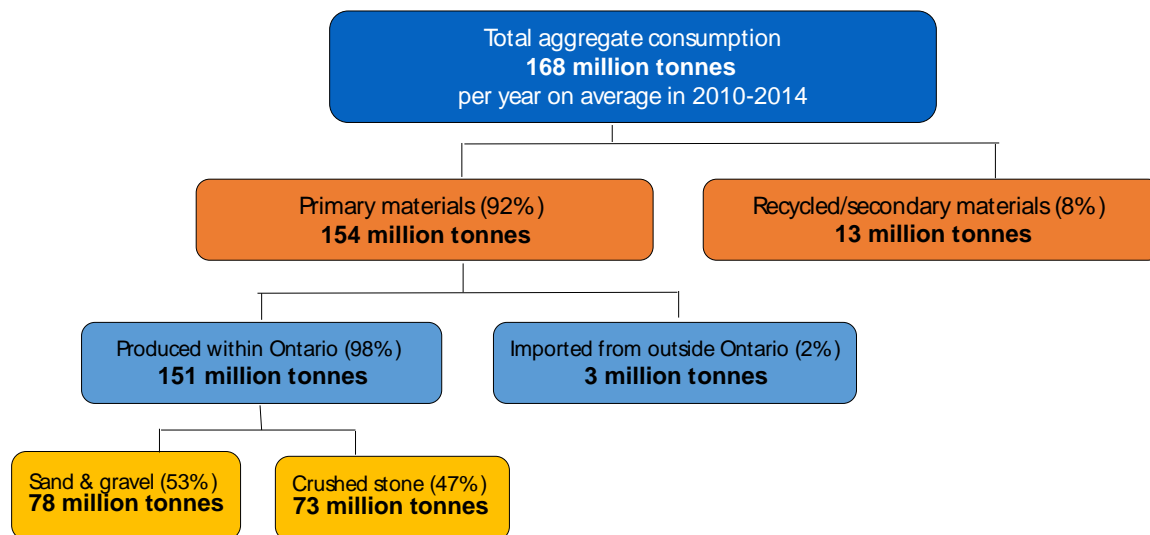 Total aggregate consumption
168 million tonnes
per year on average in 2010-2014
Primary materials (92%)
154 million tonnes
Recycled/secondary materials (8%)
13 million tonnes
Produced within Ontario (98%)
151 million tonnes
Imported from outside Ontario (2%)
3 million tonnes
Sand & gravel (53%)
78 million tonnes
Crushed stone (47%)
73 million tonnes